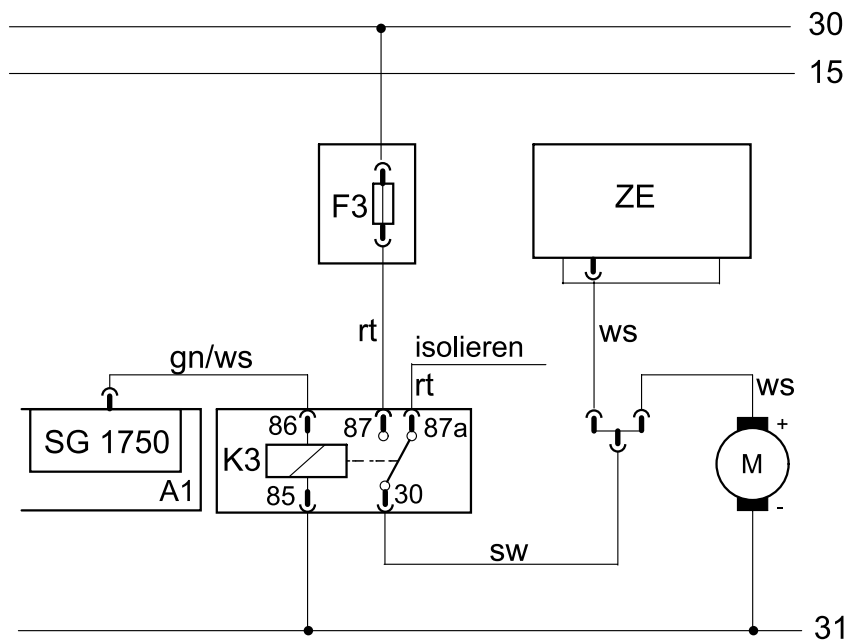 30
15
ZE
F3
rt
ws
isolieren
gn/ws
rt
ws
86
87
87a
+
SG 1750
K3
M
A1
85
30
-
sw
31